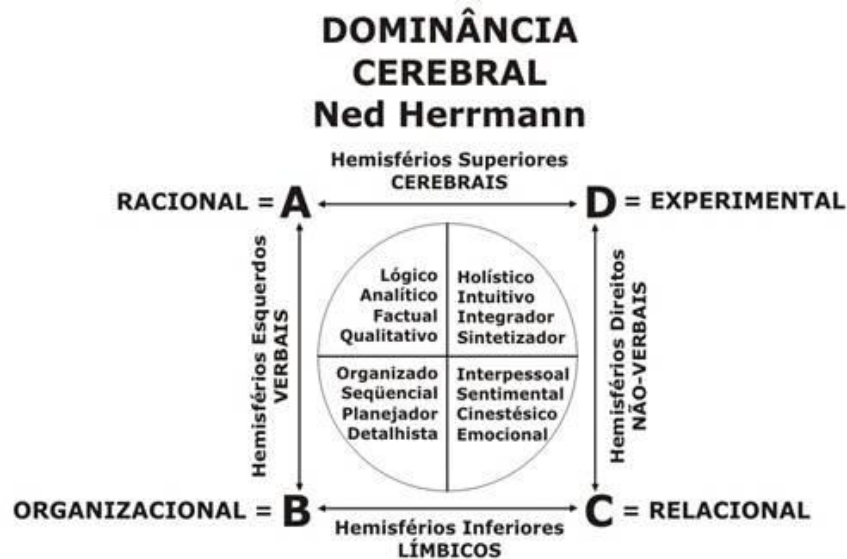 DOMINÂNCIA
CEREBRAL
Ned Herrmann
Hemisférios Superiores
CEREBRAIS
RACIONAL = A
D = EXPERIMENTAL
Hemisférios Esquerdos
VERBAIS
Lógico
Analítico
Factual
Qualitativo
Holístico
Intuitivo
Integrador
Sintetizador
Organizado
Seqüencial
Planejador
Detalhista
Interpessoal
Sentimental
Cinestésico
Emocional
Hemisférios Direitos
NÃO-VERBAIS
ORGANIZACIONAL = B
C = RELACIONAL
Hemisférios Inferiores
LÍMBICOS